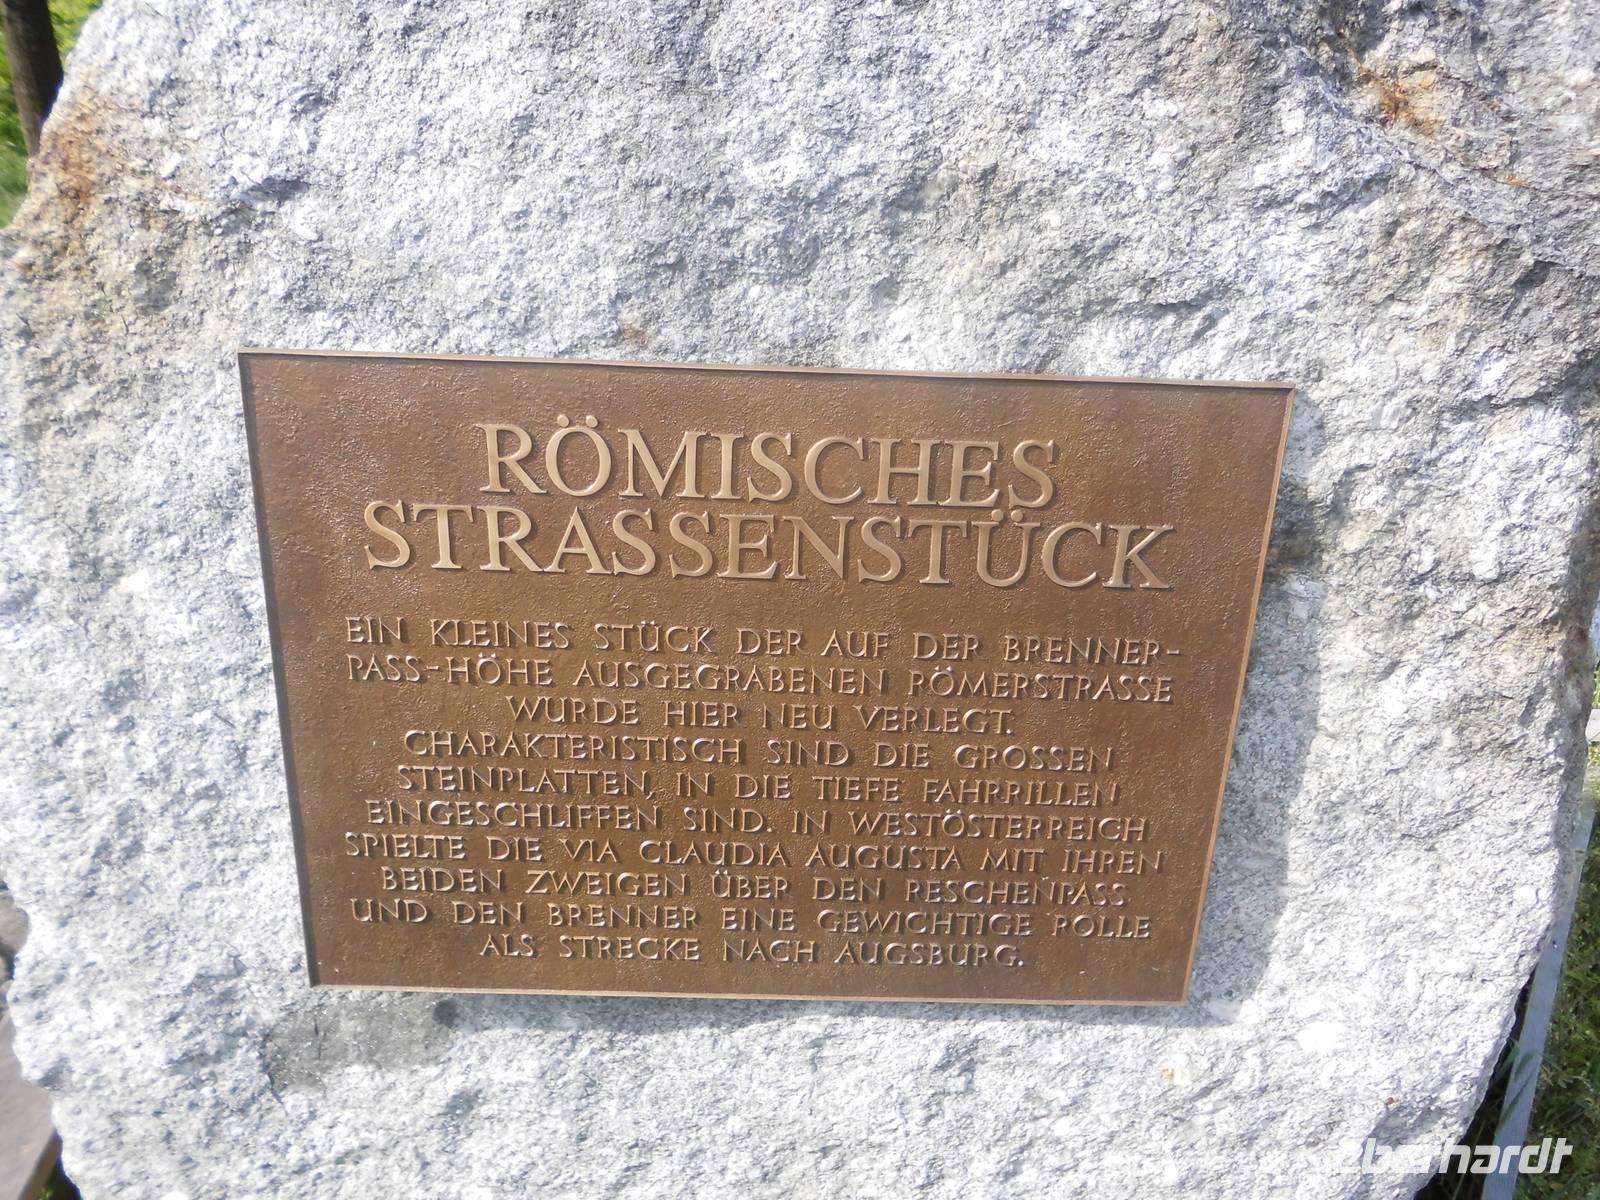 RÖMISCHES
STRASSENSTÜCK
EIN KLEINES STÜCK DER AUF DER BRENNER-
PASS-HÖHE AUSGEGRABENEN RÖMERSTRASSE
WURDE HIER NEU VERLEGT.
CHARAKTERISTISCH SIND DIE GROSSEN
STEINPLATTEN, IN DIE TIEFE FAHRRILLEN
EINGESCHLIFFEN SIND. IN WESTÖSTERREICH
SPIELTE DIE VIA CLAUDIA AUGUSTA MIT IHREN
BEIDEN ZWEIGEN ÜBER DEN RESCHENPASS
UND DEN BRENNER EINE GEWICHTIGE ROLLE
ALS STRECKE NACH AUGSBURG.
eberhardt